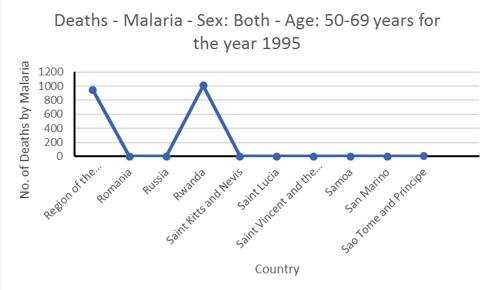 Deaths - Malaria - Sex: Both - Age: 50-69 years for
the year 1995
No. of Deaths by Malaria
1200
1000
800
600
400
200
0
Region of the...
Romania
Russia
Rwanda
Saint Kitts and Nevis
Saint Lucia
Saint Vincent and the...
Samoa
San Marino
Sao Tome and Principe
Country